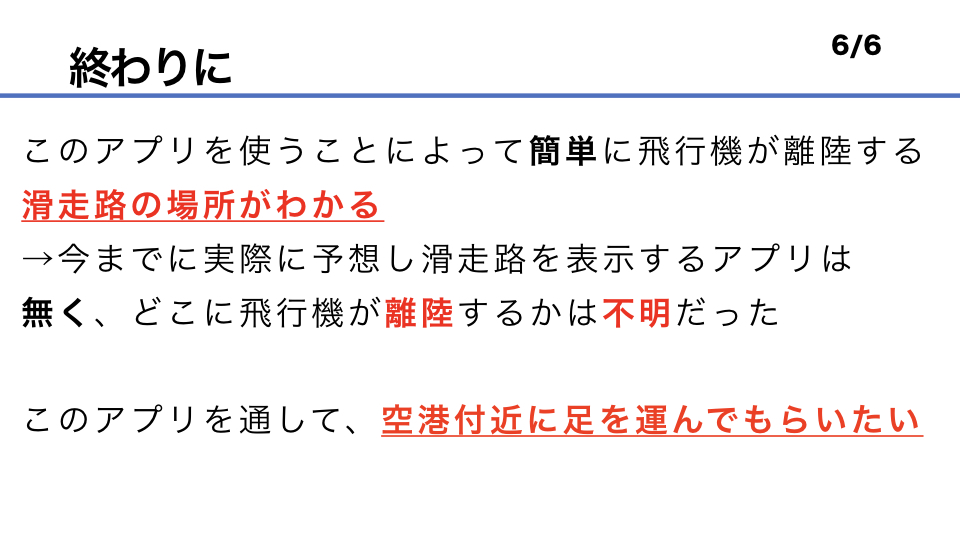 終わりに
6/6
このアプリを使うことによって簡単に飛行機が離陸する
滑走路の場所がわかる
→今までに実際に予想し滑走路を表示するアプリは
無く、どこに飛行機が離陸するかは不明だった
このアプリを通して、空港付近に足を運んでもらいたい